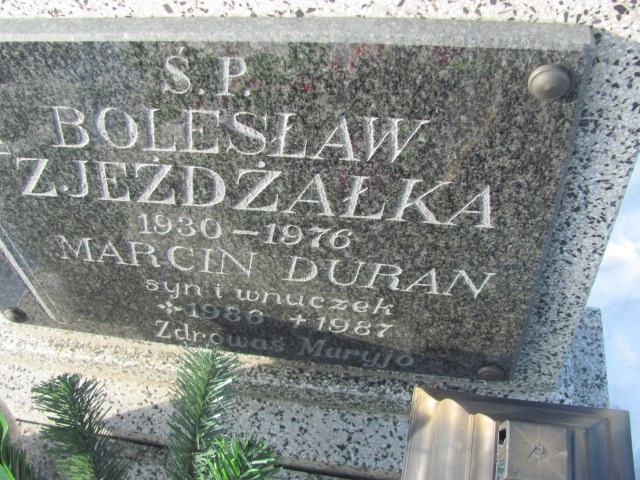 Ś.P.
BOLESŁAW
ZJEŻDŻAŁKA
1930 – 1976
MARCIN DURAN
syn i wnuczek
* 1986 + 1987
Zdrowaś Maryjo